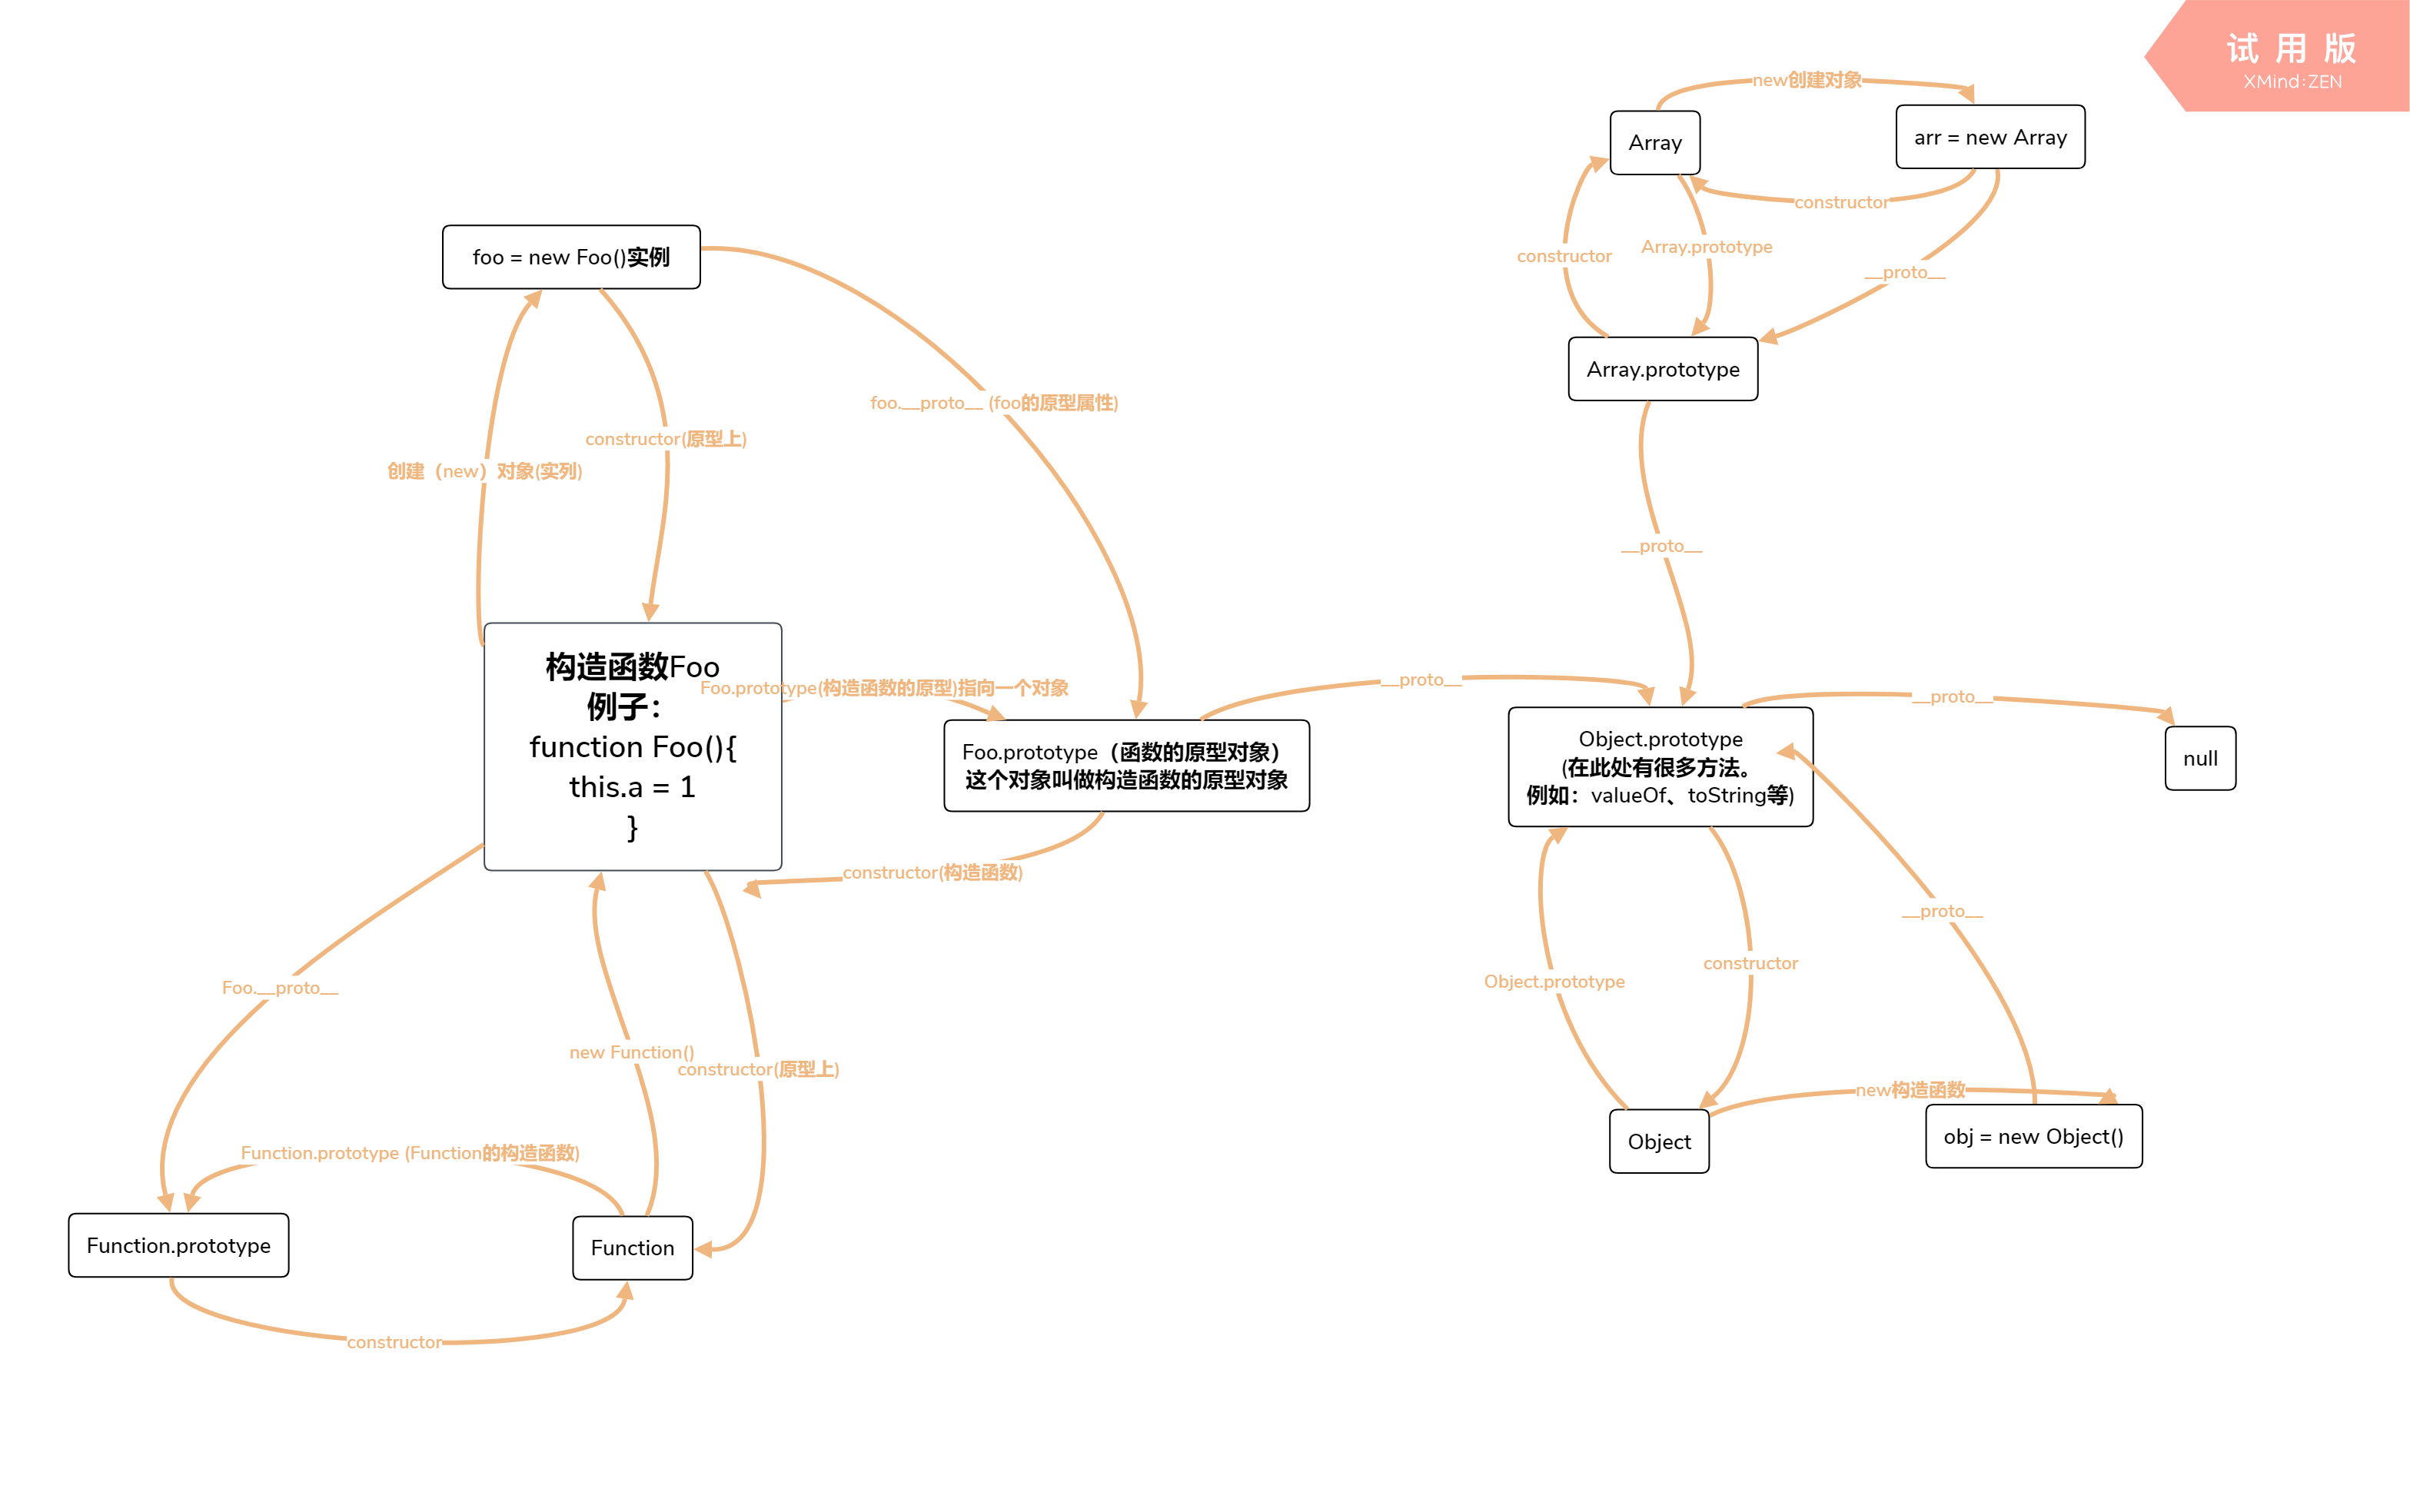 试 用 版
XMind:ZEN
new创建对象
Array
arr = new Array
constructor
Array.prototype
constructor
__proto__
Array.prototype
foo = new Foo()实例
foo.__proto__ (foo的原型属性)
constructor(原型上)
创建（new）对象(实列)
__proto__
构造函数Foo
例子：
function Foo(){
this.a = 1
}
Foo.prototype(构造函数的原型)指向一个对象
__proto__
__proto__
Foo.prototype（函数的原型对象）
这个对象叫做构造函数的原型对象
Object.prototype
(在此处有很多方法。
例如：valueOf、toString等)
null
constructor(构造函数)
__proto__
constructor
Object.prototype
Foo.__proto__
new Function()
constructor(原型上)
new构造函数
Object
obj = new Object()
Function.prototype (Function的构造函数)
Function.prototype
Function
constructor